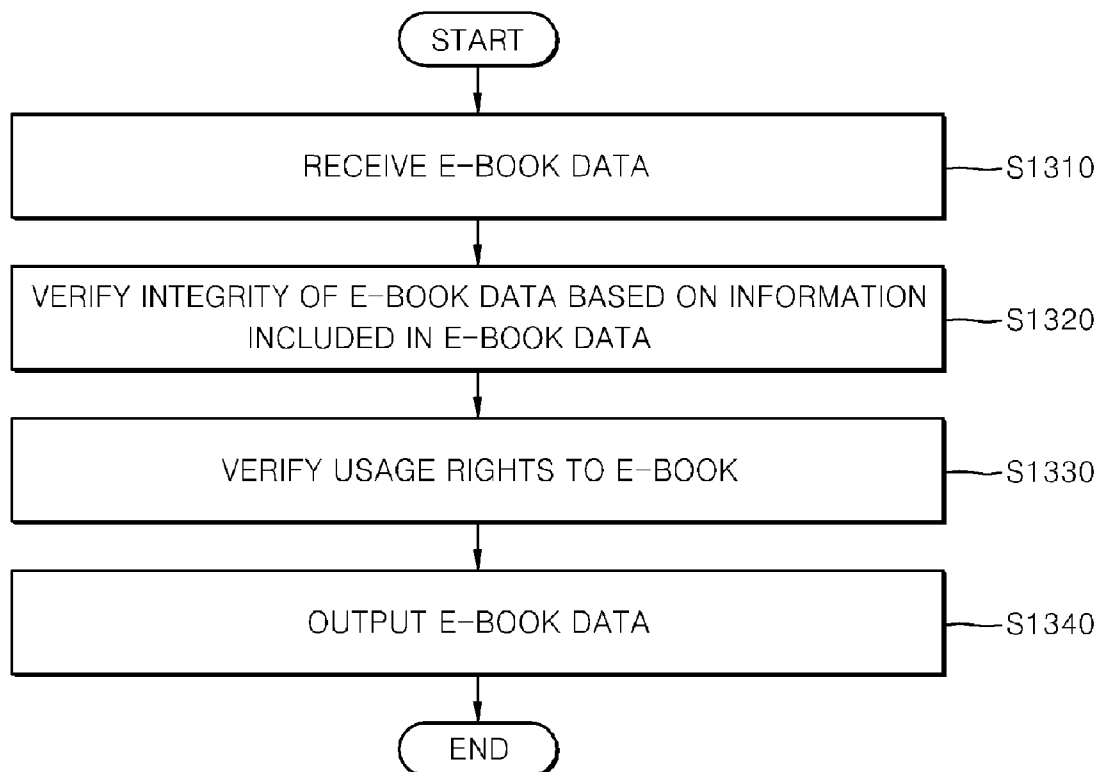 START
RECEIVE E-BOOK DATA
S1310
VERIFY INTEGRITY OF E-BOOK DATA BASED ON INFORMATION
INCLUDED IN E-BOOK DATA
S1320
VERIFY USAGE RIGHTS TO E-BOOK
S1330
OUTPUT E-BOOK DATA
S1340
END